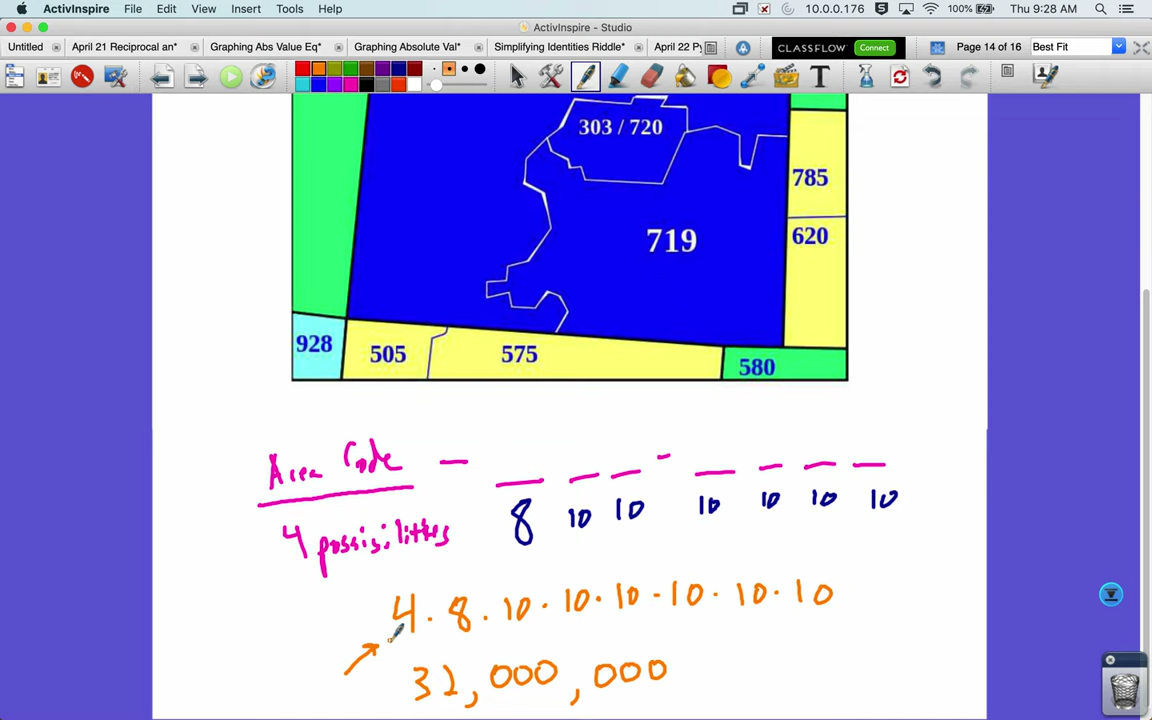 ActivInspire File Edit View Insert Tools Help 10.0.0.176 100% Thu 9:28 AM
ActivInspire - Studio
Untitled April 21 Reciprocal an* Graphing Abs Value Eq* Graphing Absolute Val* Simplifying Identities Riddle* April 22 Py CLASSFLOW Connect Page 14 of 16 Best Fit
303 / 720
785
719
620
928 505 575 580
Area Code – _ _ _ - _ _ _ _
4 possibilities 8 10 10 10 10 10 10
4 · 8 · 10 · 10 · 10 · 10 · 10 · 10
32,000,000